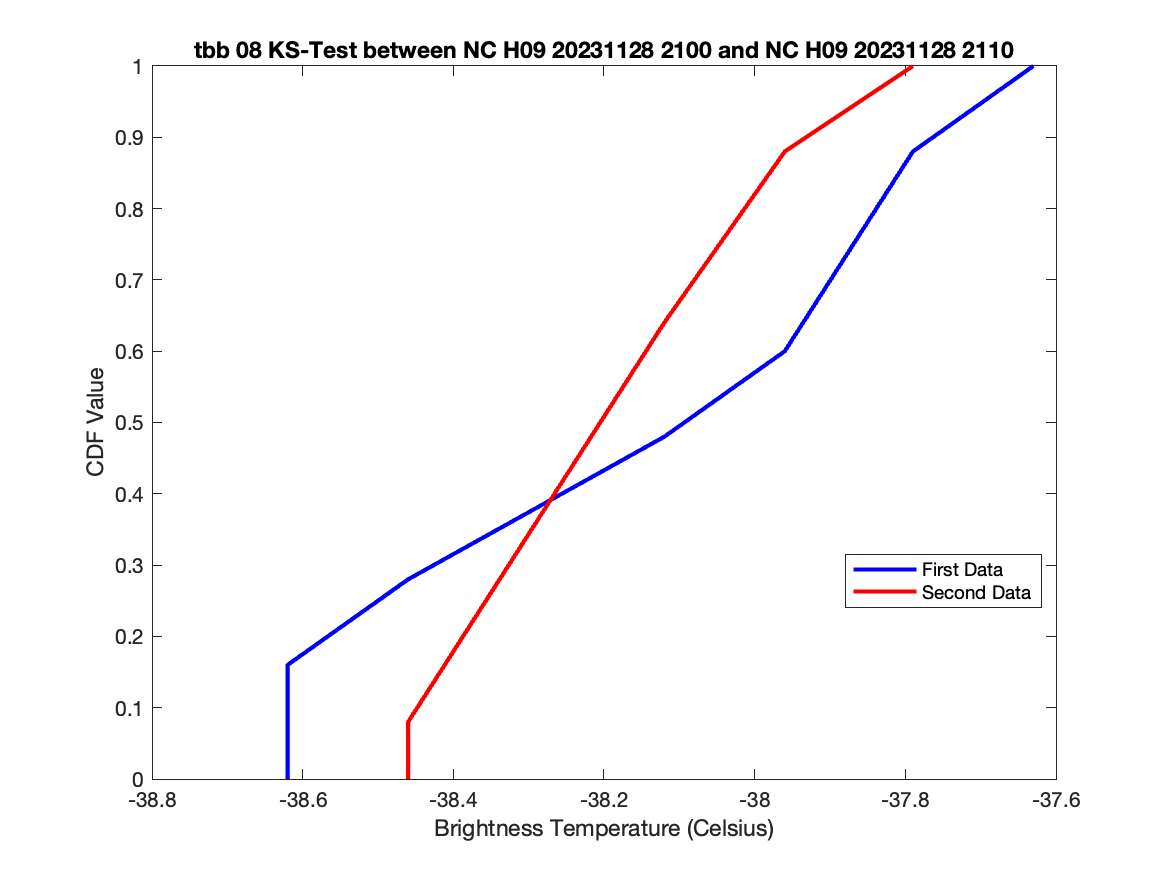 tbb 08 KS-Test between NC H09 20231128 2100 and NC H09 20231128 2110
1
0.9
0.8
0.7
0.6
0.5
0.4
0.3
0.2
0.1
0
CDF Value
First Data
Second Data
-38.8 -38.6 -38.4 -38.2 -38 -37.8 -37.6
Brightness Temperature (Celsius)